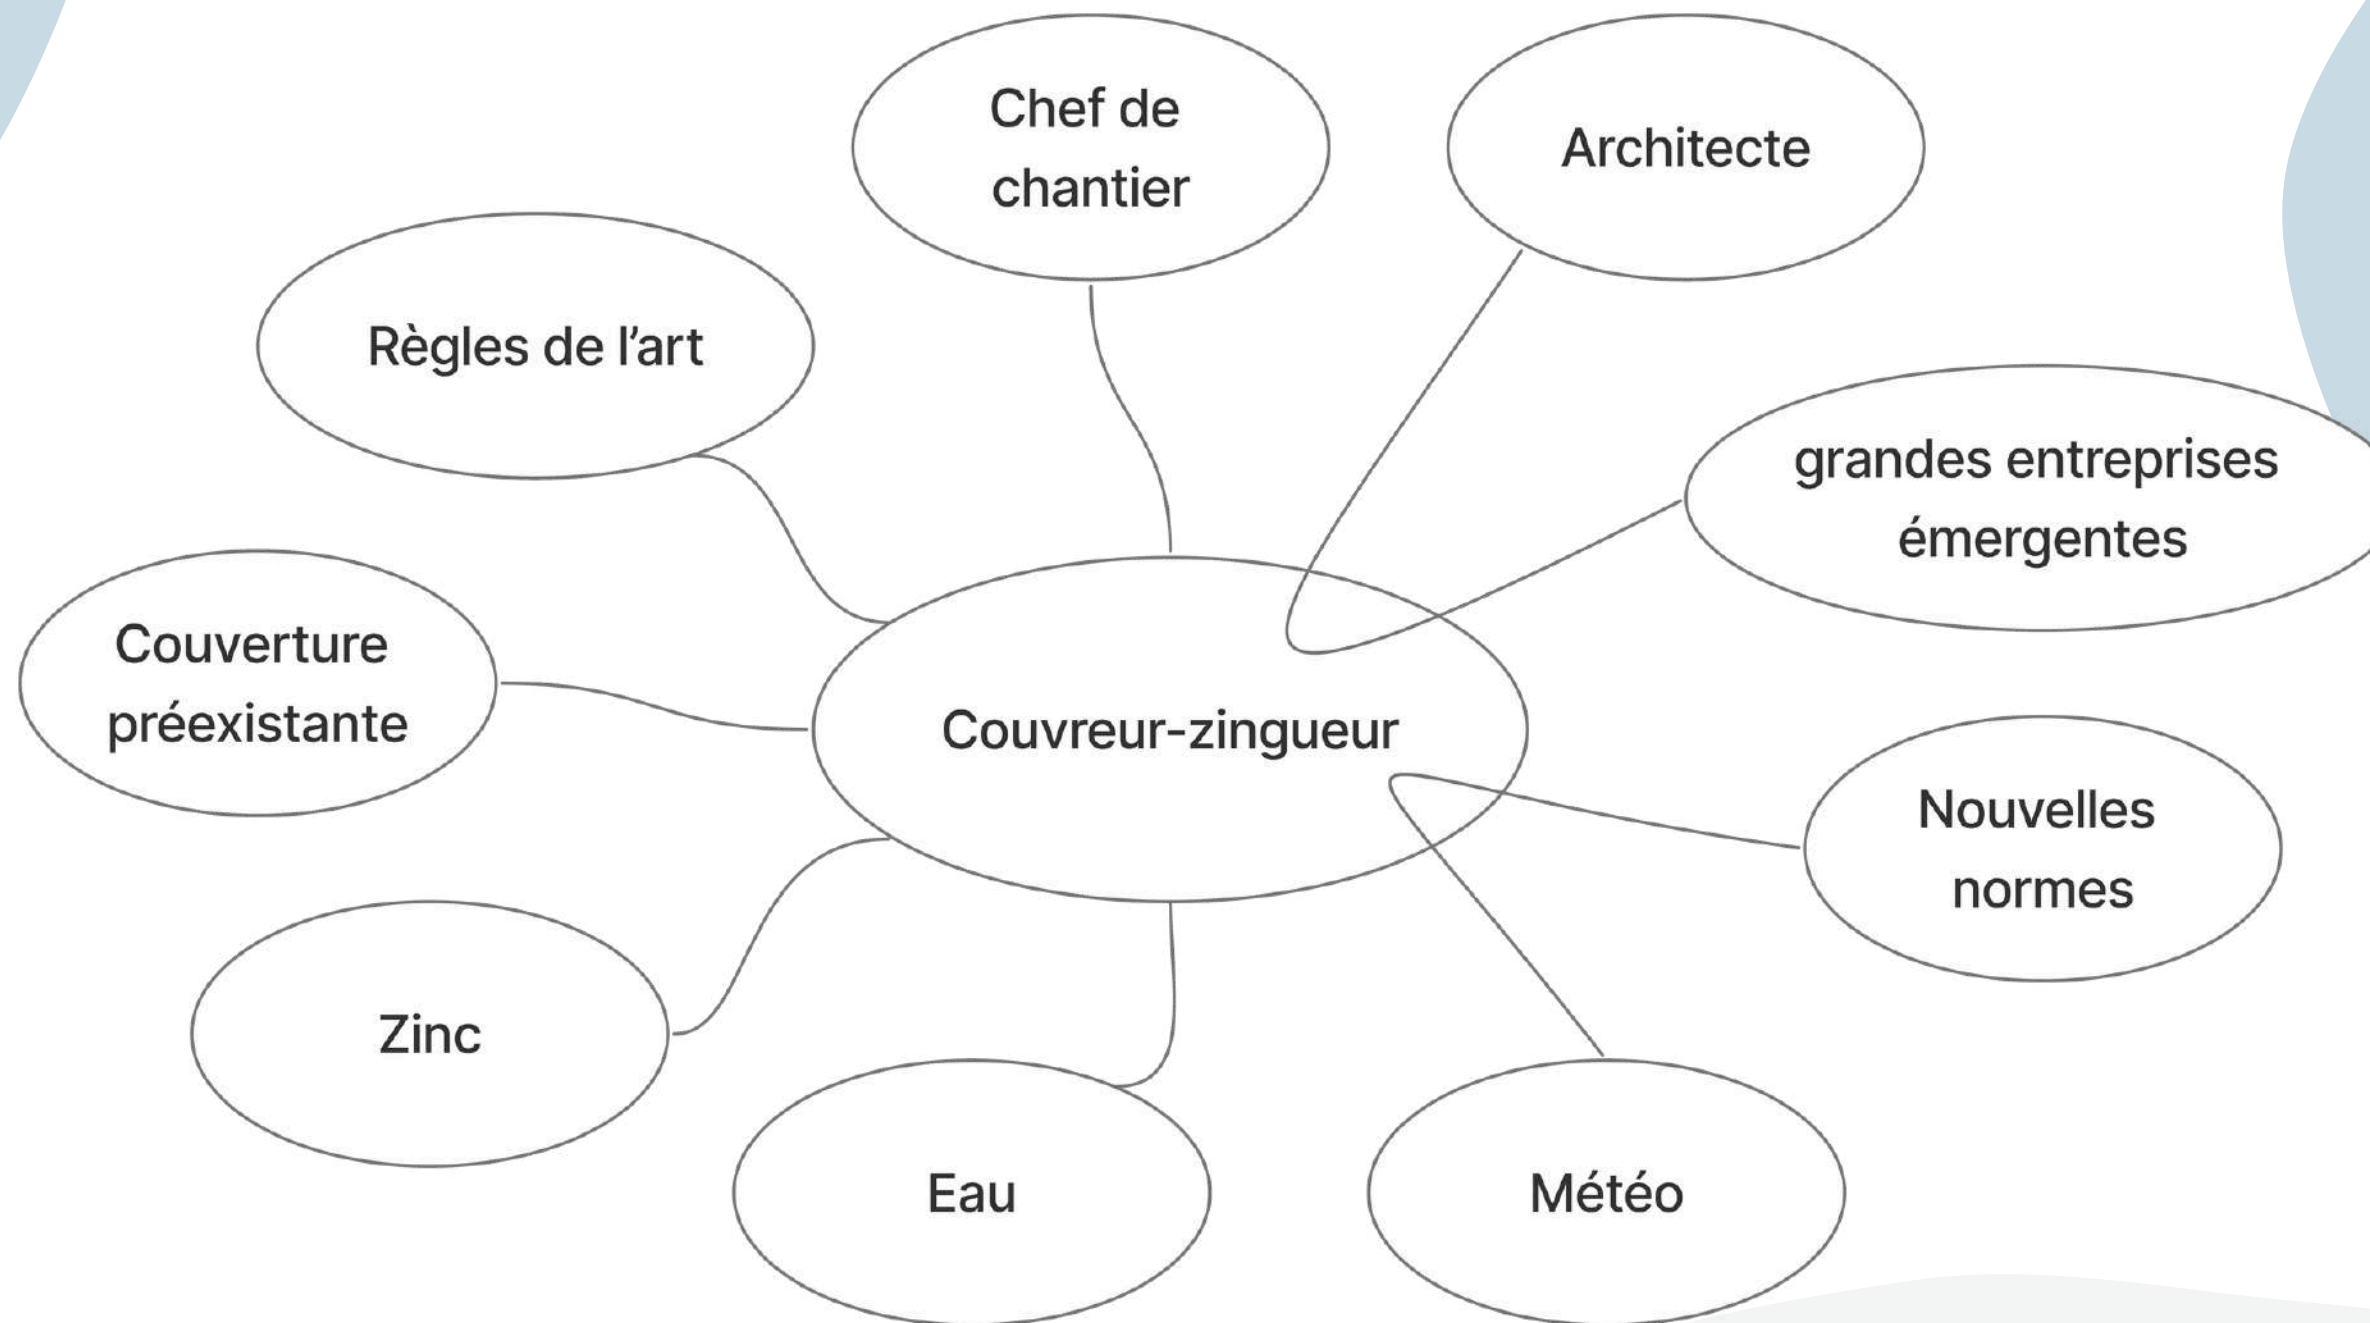 Chef de
chantier
Architecte
Règles de l’art
grandes entreprises
émergentes
Couverture
préexistante
Couvreur-zingueur
Nouvelles
normes
Zinc
Eau
Météo